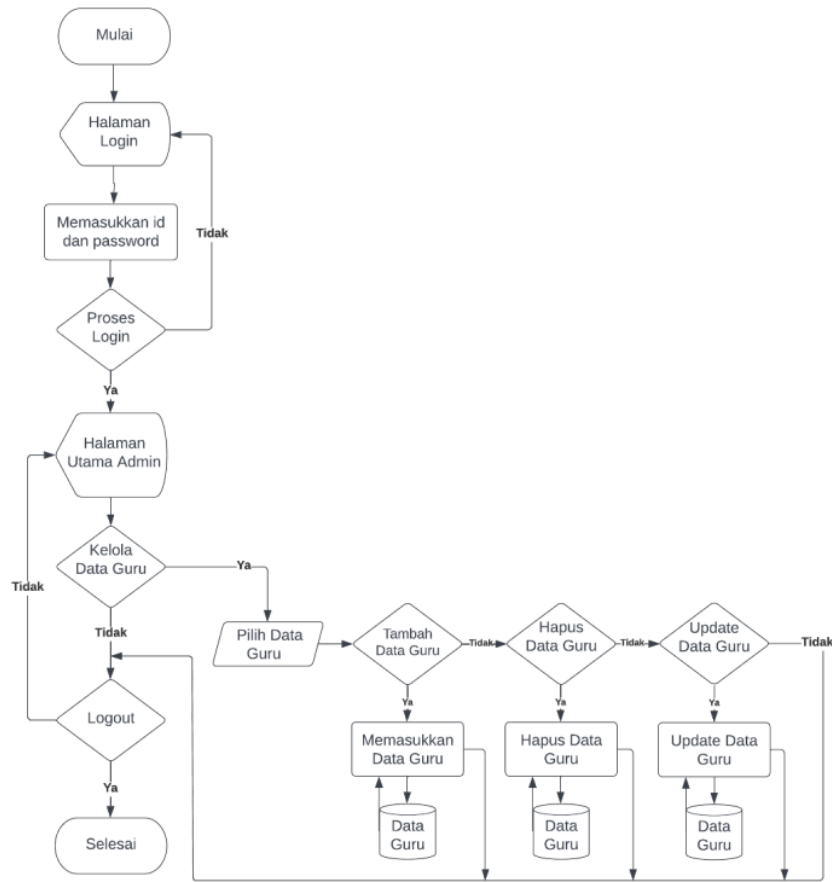 Mulai
Halaman
Login
Memasukkan id
dan password
Tidak
Proses
Login
Ya
Halaman
Utama Admin
Kelola
Data Guru
Ya
Tidak
Tidak
Pilih Data
Guru
Tambah
Data Guru
Tidak
Hapus
Data Guru
Tidak
Update
Data Guru
Tidak
Logout
Ya
Ya
Ya
Memasukkan
Data Guru
Hapus Data
Guru
Update Data
Guru
Ya
Selesai
Data
Guru
Data
Guru
Data
Guru